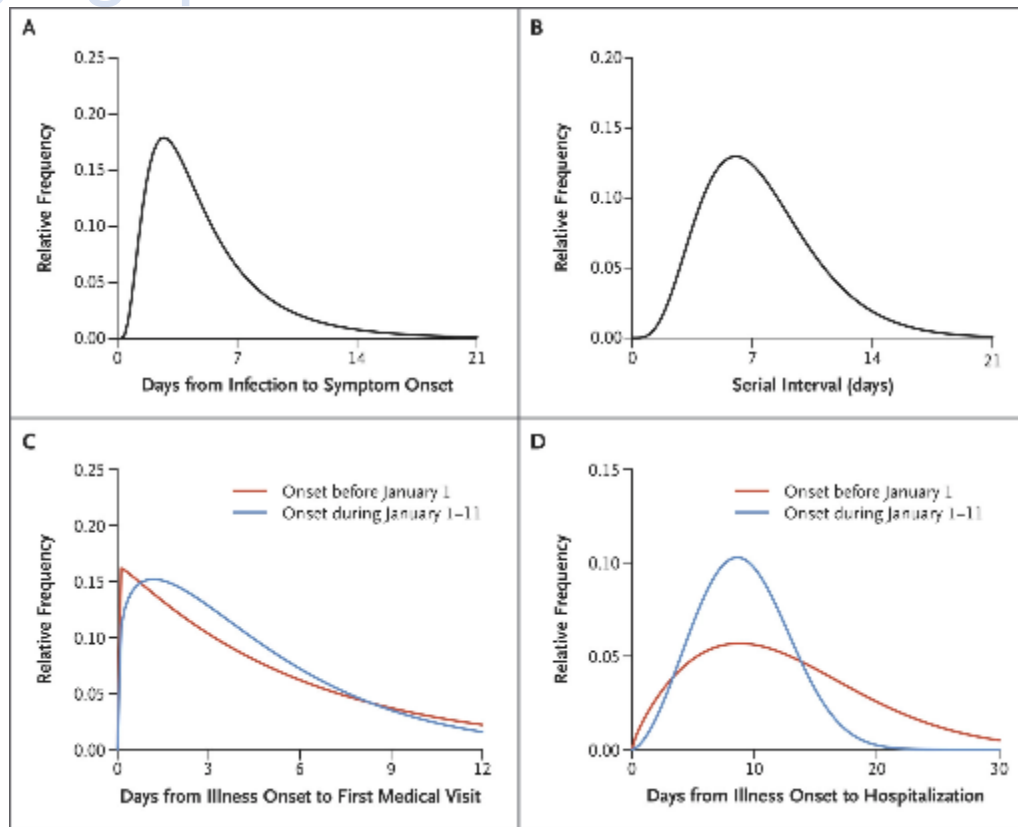 A
0.25
0.20
0.15
0.10
0.05
0.00
0
7
14
21
Relative Frequency
Days from Infection to Symptom Onset
B
0.20
0.15
0.10
0.05
0.00
0
7
14
21
Relative Frequency
Serial Interval (days)
C
0.25
0.20
0.15
0.10
0.05
0.00
0
3
6
9
12
Onset before January 1
Onset during January 1–11
Relative Frequency
Days from Illness Onset to First Medical Visit
D
0.15
0.10
0.05
0.00
0
10
20
30
Onset before January 1
Onset during January 1–11
Relative Frequency
Days from Illness Onset to Hospitalization